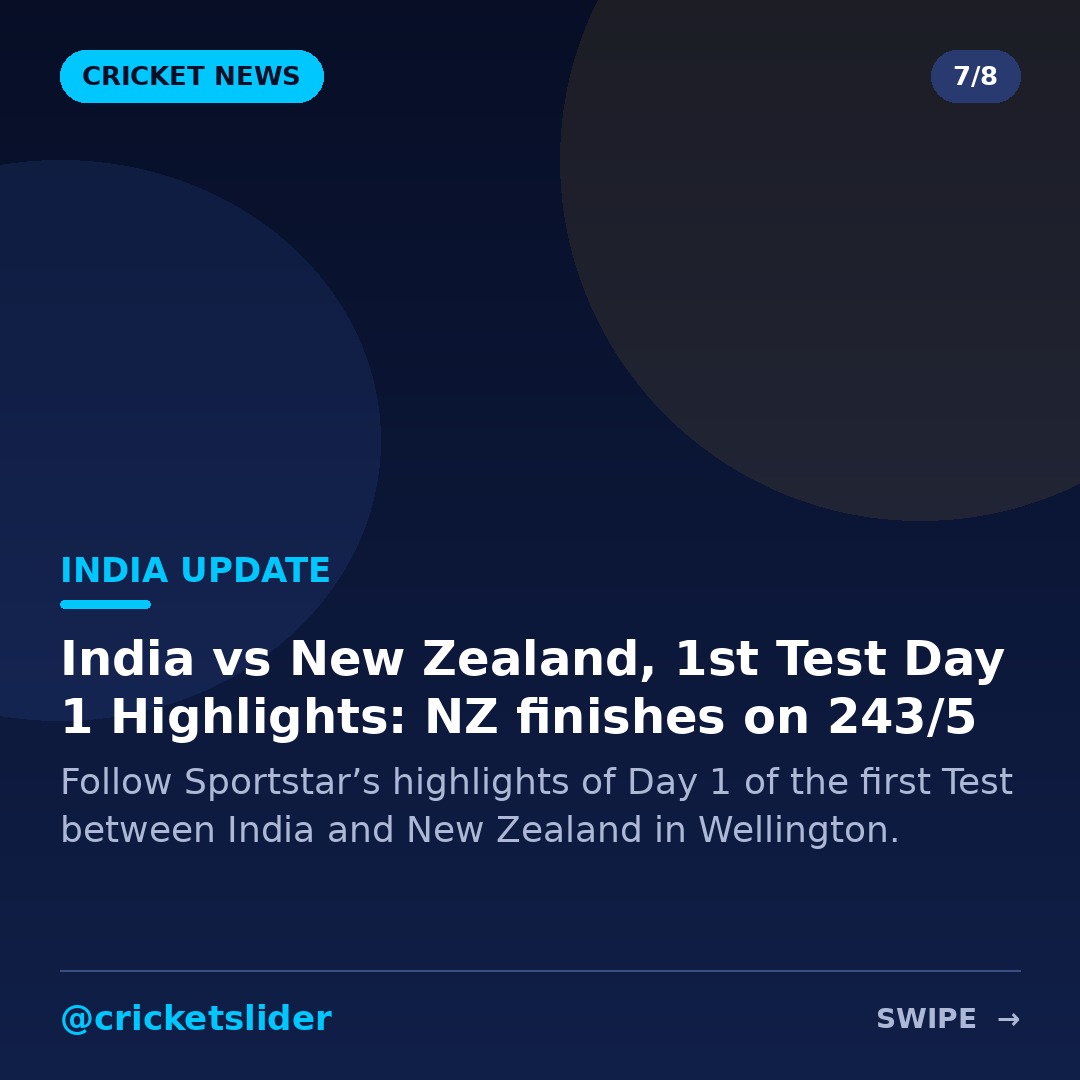 CRICKET NEWS
7/8
INDIA UPDATE
India vs New Zealand, 1st Test Day
1 Highlights: NZ finishes on 243/5
Follow Sportstar’s highlights of Day 1 of the first Test
between India and New Zealand in Wellington.
@cricketslider
SWIPE →